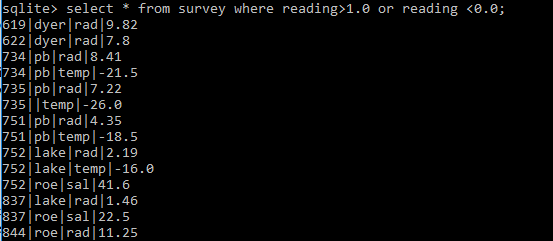 sqlite> select * from survey where reading>1.0 or reading <0.0;
619|dyer|rad|9.82
622|dyer|rad|7.8
734|pb|rad|8.41
734|pb|temp|-21.5
735|pb|rad|7.22
735||temp|-26.0
751|pb|rad|4.35
751|pb|temp|-18.5
752|lake|rad|2.19
752|lake|temp|-16.0
752|roe|sal|41.6
837|lake|rad|1.46
837|roe|sal|22.5
844|roe|rad|11.25